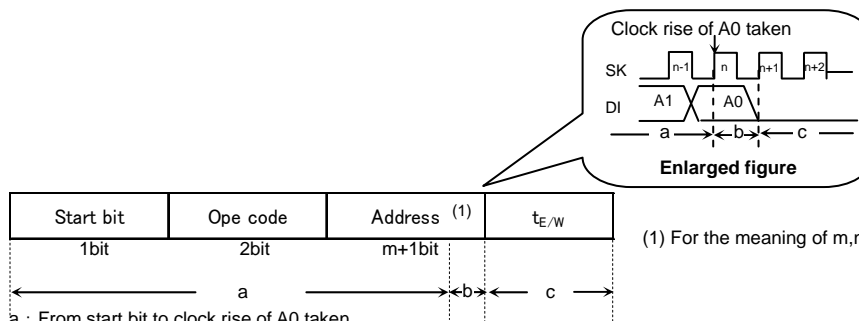 Clock rise of A0 taken
SK n-1 n n+1 n+2
DI A1 A0
a b c
Enlarged figure
Start bit Ope code Address (1) tE/W
1bit 2bit m+1bit
(1) For the meaning of m,
a b c
a : From start bit to clock rise of A0 taken